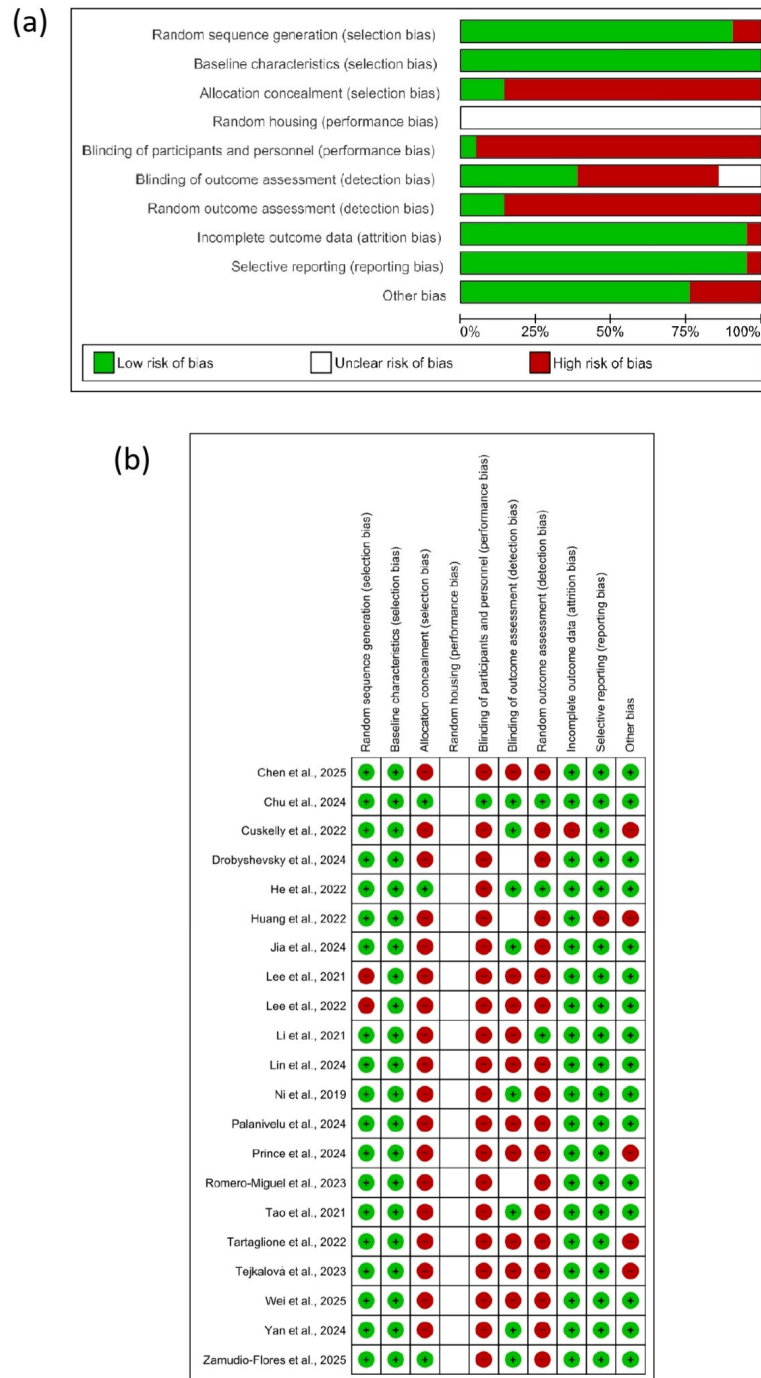 (a)
Random sequence generation (selection bias)
Baseline characteristics (selection bias)
Allocation concealment (selection bias)
Random housing (performance bias)
Blinding of participants and personnel (performance bias)
Blinding of outcome assessment (detection bias)
Random outcome assessment (detection bias)
Incomplete outcome data (attrition bias)
Selective reporting (reporting bias)
Other bias
0% 25% 50% 75% 100%
Low risk of bias Unclear risk of bias High risk of bias
(b)
Random sequence generation (selection bias)
Baseline characteristics (selection bias)
Allocation concealment (selection bias)
Random housing (performance bias)
Blinding of participants and personnel (performance bias)
Blinding of outcome assessment (detection bias)
Random outcome assessment (detection bias)
Incomplete outcome data (attrition bias)
Selective reporting (reporting bias)
Other bias
Chen et al., 2025
Chu et al., 2024
Cuskelly et al., 2022
Drobyshevsky et al., 2024
He et al., 2022
Huang et al., 2022
Jia et al., 2024
Lee et al., 2021
Lee et al., 2022
Li et al., 2021
Lin et al., 2024
Ni et al., 2019
Palanivelu et al., 2024
Prince et al., 2024
Romero-Miguel et al., 2023
Tao et al., 2021
Tartaglione et al., 2022
Tejkalová et al., 2023
Wei et al., 2025
Yan et al., 2024
Zamudio-Flores et al., 2025